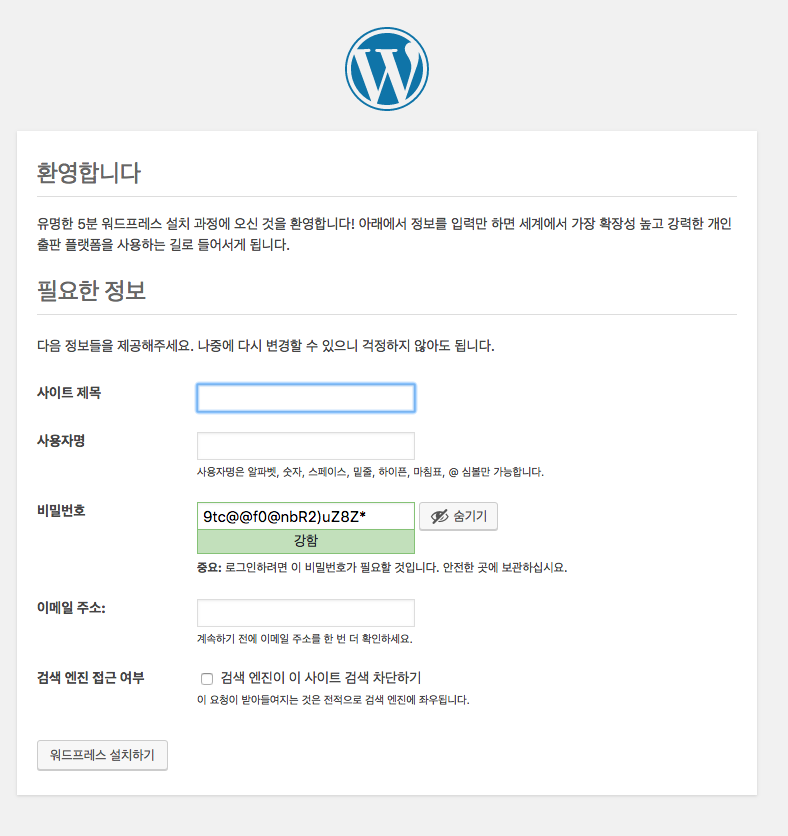 환영합니다
유명한 5분 워드프레스 설치 과정에 오신 것을 환영합니다! 아래에서 정보를 입력만 하면 세계에서 가장 확장성 높고 강력한 개인
출판 플랫폼을 사용하는 길로 들어서게 됩니다.
필요한 정보
다음 정보들을 제공해주세요. 나중에 다시 변경할 수 있으니 걱정하지 않아도 됩니다.
사이트 제목
사용자명
사용자명은 알파벳, 숫자, 스페이스, 밑줄, 하이픈, 마침표, @ 심볼만 가능합니다.
비밀번호 9tc@@f0@nbR2)uZ8Z* 숨기기
강함
중요: 로그인하려면 이 비밀번호가 필요할 것입니다. 안전한 곳에 보관하십시요.
이메일 주소:
계속하기 전에 이메일 주소를 한 번 더 확인하세요.
검색 엔진 접근 여부 검색 엔진이 이 사이트 검색 차단하기
이 요청이 받아들여지는 것은 전적으로 검색 엔진에 좌우됩니다.
워드프레스 설치하기